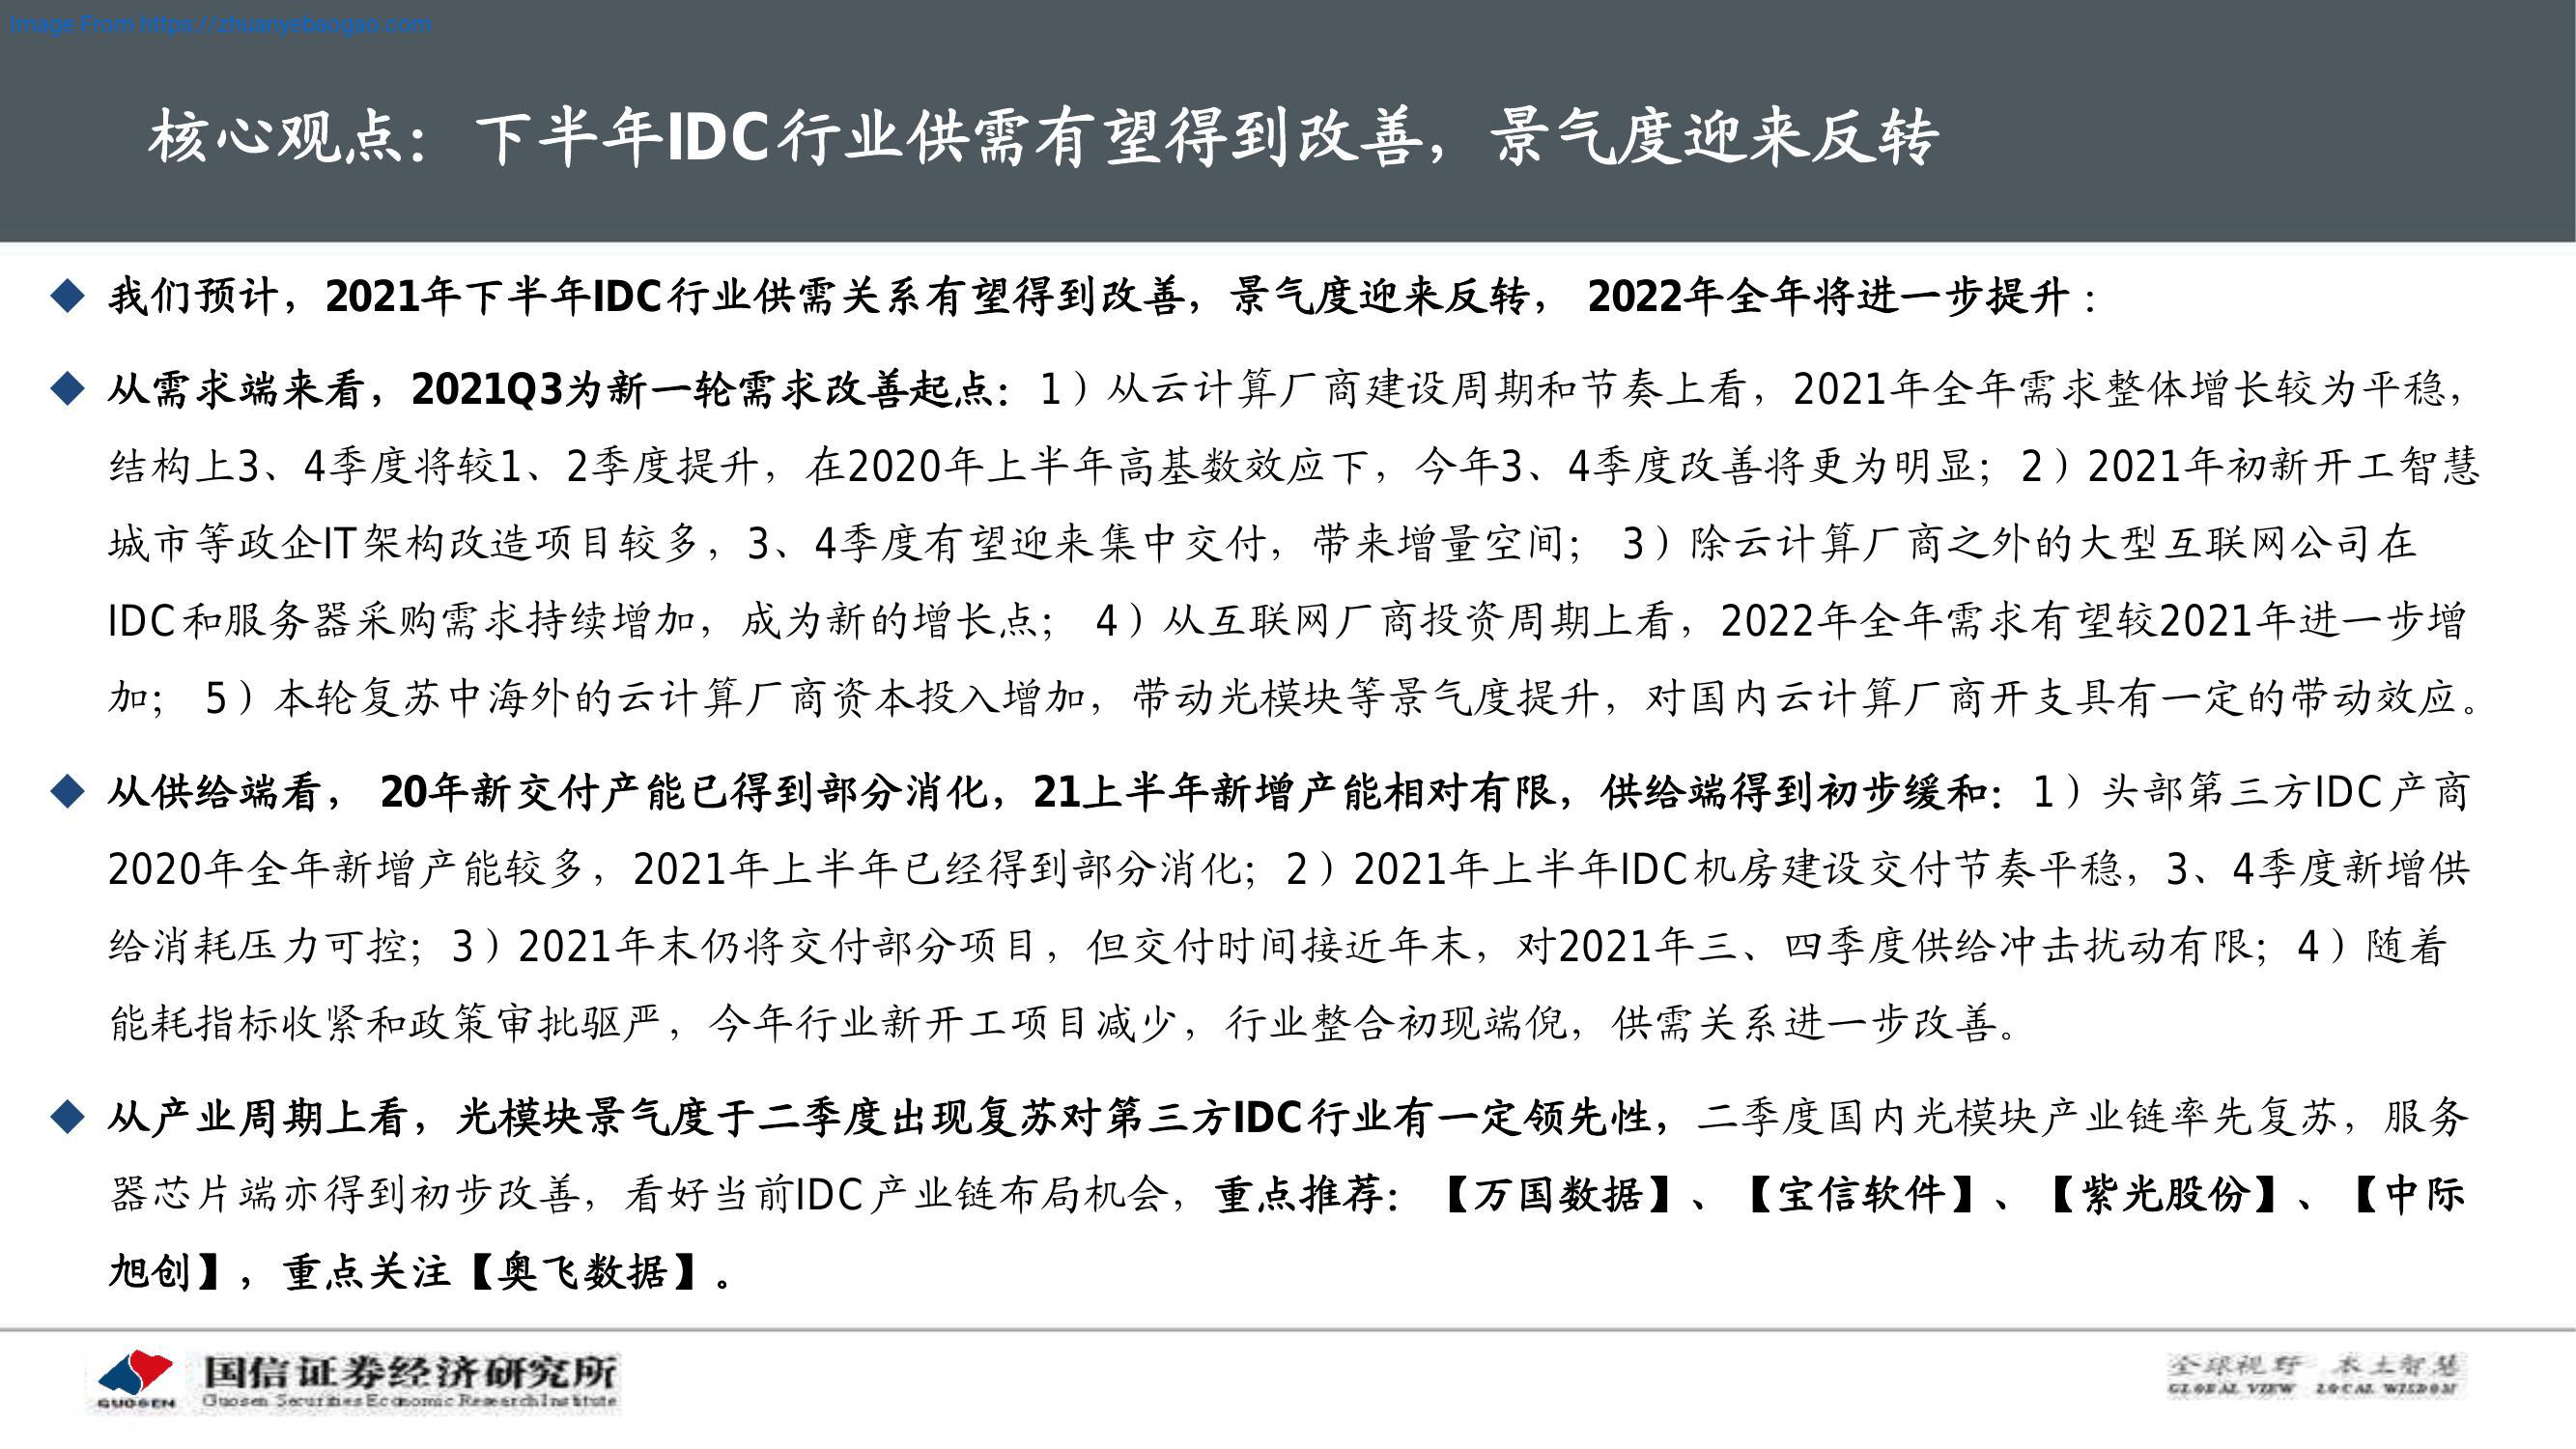 Image From https://zhuanyebaogao.com
核心观点：下半年IDC行业供需有望得到改善，景气度迎来反转
我们预计，2021年下半年IDC行业供需关系有望得到改善，景气度迎来反转， 2022年全年将进一步提升：
从需求端来看，2021Q3为新一轮需求改善起点：1）从云计算厂商建设周期和节奏上看，2021年全年需求整体增长较为平稳，
结构上3、4季度将较1、2季度提升，在2020年上半年高基数效应下，今年3、4季度改善将更为明显；2）2021年初新开工智慧
城市等政企IT架构改造项目较多，3、4季度有望迎来集中交付，带来增量空间； 3）除云计算厂商之外的大型互联网公司在
IDC和服务器采购需求持续增加，成为新的增长点； 4）从互联网厂商投资周期上看，2022年全年需求有望较2021年进一步增
加； 5）本轮复苏中海外的云计算厂商资本投入增加，带动光模块等景气度提升，对国内云计算厂商开支具有一定的带动效应。
从供给端看， 20年新交付产能已得到部分消化，21上半年新增产能相对有限，供给端得到初步缓和：1）头部第三方IDC产商
2020年全年新增产能较多，2021年上半年已经得到部分消化；2）2021年上半年IDC机房建设交付节奏平稳，3、4季度新增供
给消耗压力可控；3）2021年末仍将交付部分项目，但交付时间接近年末，对2021年三、四季度供给冲击扰动有限；4）随着
能耗指标收紧和政策审批驱严，今年行业新开工项目减少，行业整合初现端倪，供需关系进一步改善。
从产业周期上看，光模块景气度于二季度出现复苏对第三方IDC行业有一定领先性，二季度国内光模块产业链率先复苏，服务
器芯片端亦得到初步改善，看好当前IDC产业链布局机会，重点推荐：【万国数据】、【宝信软件】、【紫光股份】、【中际
旭创】，重点关注【奥飞数据】。
GUOSEN
国信证券经济研究所
Guosen Securities Economic Research Institute
全球视野 本土智慧
GLOBAL VIEW LOCAL WISDOM